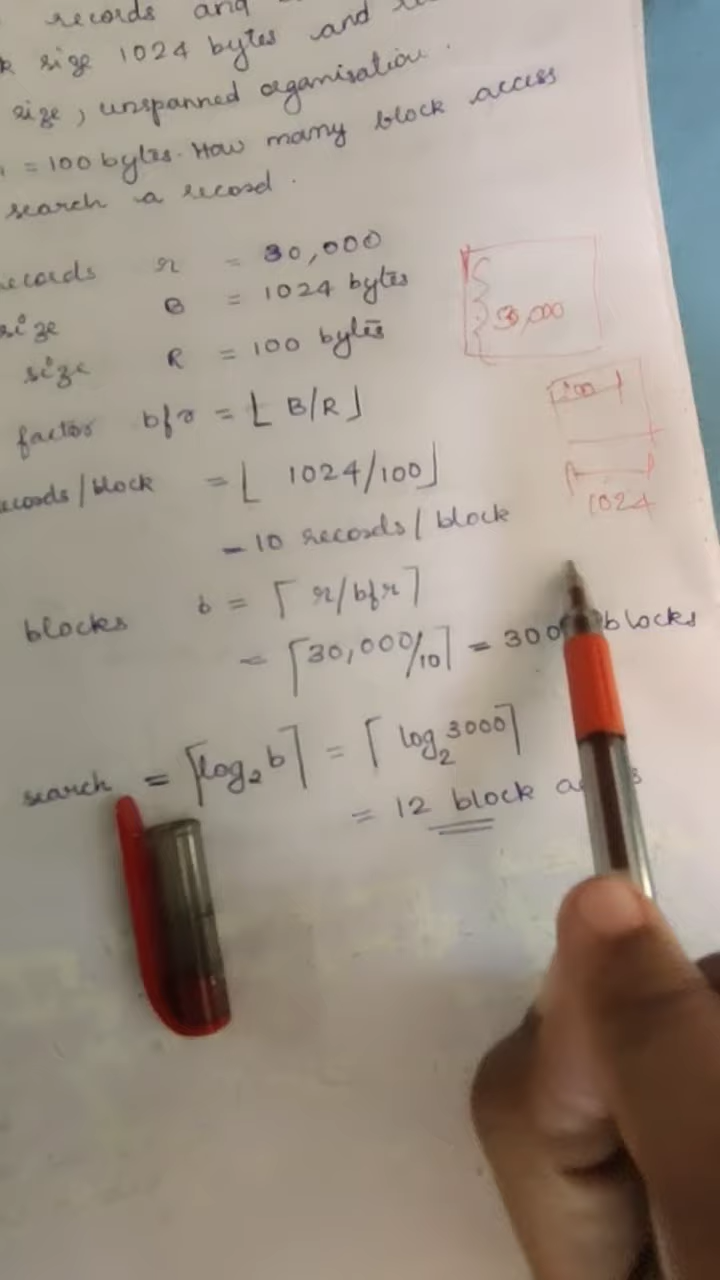 records and
size 1024 bytes and
size, unspanned organisation.
= 100 bytes. How many block access
search a record.
records r = 30,000
size B = 1024 bytes
size R = 100 bytes
factor bfr = ⌊ B/R ⌋
records/block = ⌊ 1024/100 ⌋
= 10 records / block
blocks b = ⌈ r/bfr ⌉
= ⌈30,000/10⌉ = 300 blocks
search = ⌈log₂ b⌉ = ⌈ log₂ 3000⌉
= 12 block
30,000
100
1024